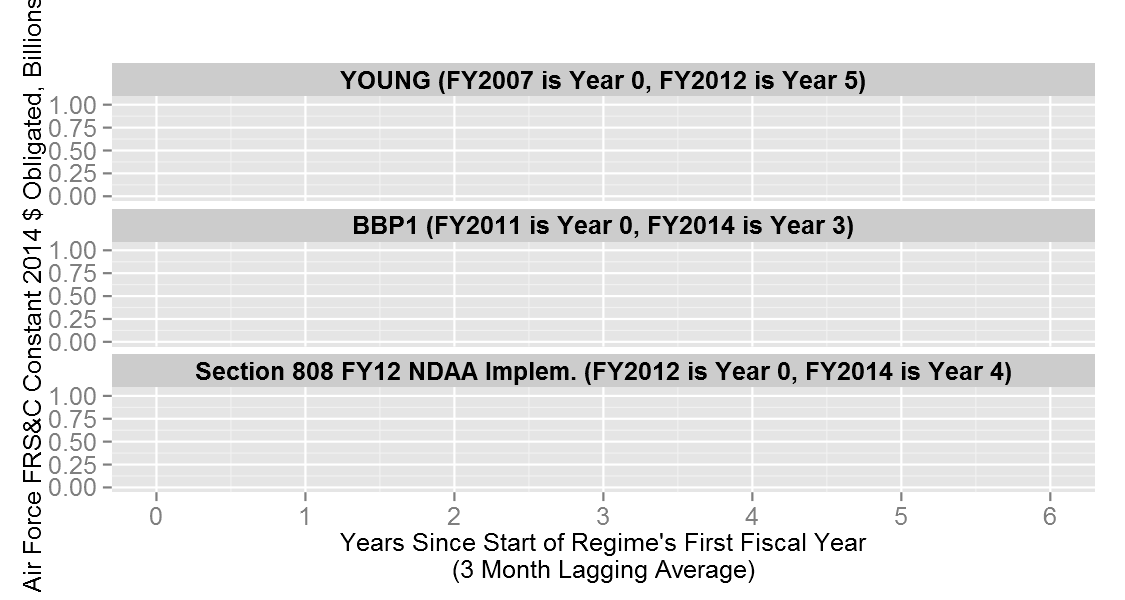 Air Force FRS&C Constant 2014 $ Obligated, Billions
YOUNG (FY2007 is Year 0, FY2012 is Year 5)
1.00
0.75
0.50
0.25
0.00
BBP1 (FY2011 is Year 0, FY2014 is Year 3)
1.00
0.75
0.50
0.25
0.00
Section 808 FY12 NDAA Implem. (FY2012 is Year 0, FY2014 is Year 4)
1.00
0.75
0.50
0.25
0.00
0 1 2 3 4 5 6
Years Since Start of Regime's First Fiscal Year
(3 Month Lagging Average)